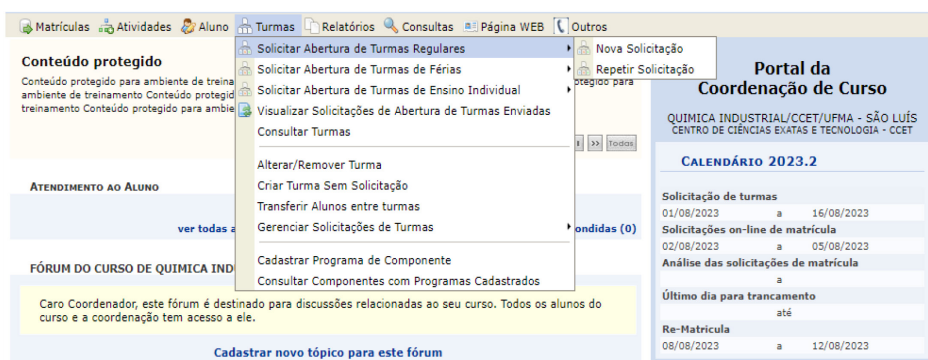 Matrículas Atividades Aluno Turmas Relatórios Consultas Página WEB Outros
Solicitar Abertura de Turmas Regulares
Nova Solicitação
Solicitar Abertura de Turmas de Férias
Repetir Solicitação
Solicitar Abertura de Turmas de Ensino Individual
Visualizar Solicitações de Abertura de Turmas Enviadas
Consultar Turmas
Alterar/Remover Turma
Criar Turma Sem Solicitação
Transferir Alunos entre turmas
Gerenciar Solicitações de Turmas
Cadastrar Programa de Componente
Consultar Componentes com Programas Cadastrados
Conteúdo protegido
Conteúdo protegido para ambiente de treina
ambiente de treinamento Conteúdo protegid
treinamento Conteúdo protegido para ambie
para
>> Todas
ATENDIMENTO AO ALUNO
ver todas a
ondidas (0)
FÓRUM DO CURSO DE QUIMICA IND
Caro Coordenador, este fórum é destinado para discussões relacionadas ao seu curso. Todos os alunos do
curso e a coordenação tem acesso a ele.
Cadastrar novo tópico para este fórum
Portal da
Coordenação de Curso
QUIMICA INDUSTRIAL/CCET/UFMA - SÃO LUÍS
CENTRO DE CIÊNCIAS EXATAS E TECNOLOGIA - CCET
CALENDÁRIO 2023.2
Solicitação de turmas
01/08/2023 a 16/08/2023
Solicitações on-line de matrícula
02/08/2023 a 05/08/2023
Análise das solicitações de matrícula
a
Último dia para trancamento
até
Re-Matricula
08/08/2023 a 12/08/2023